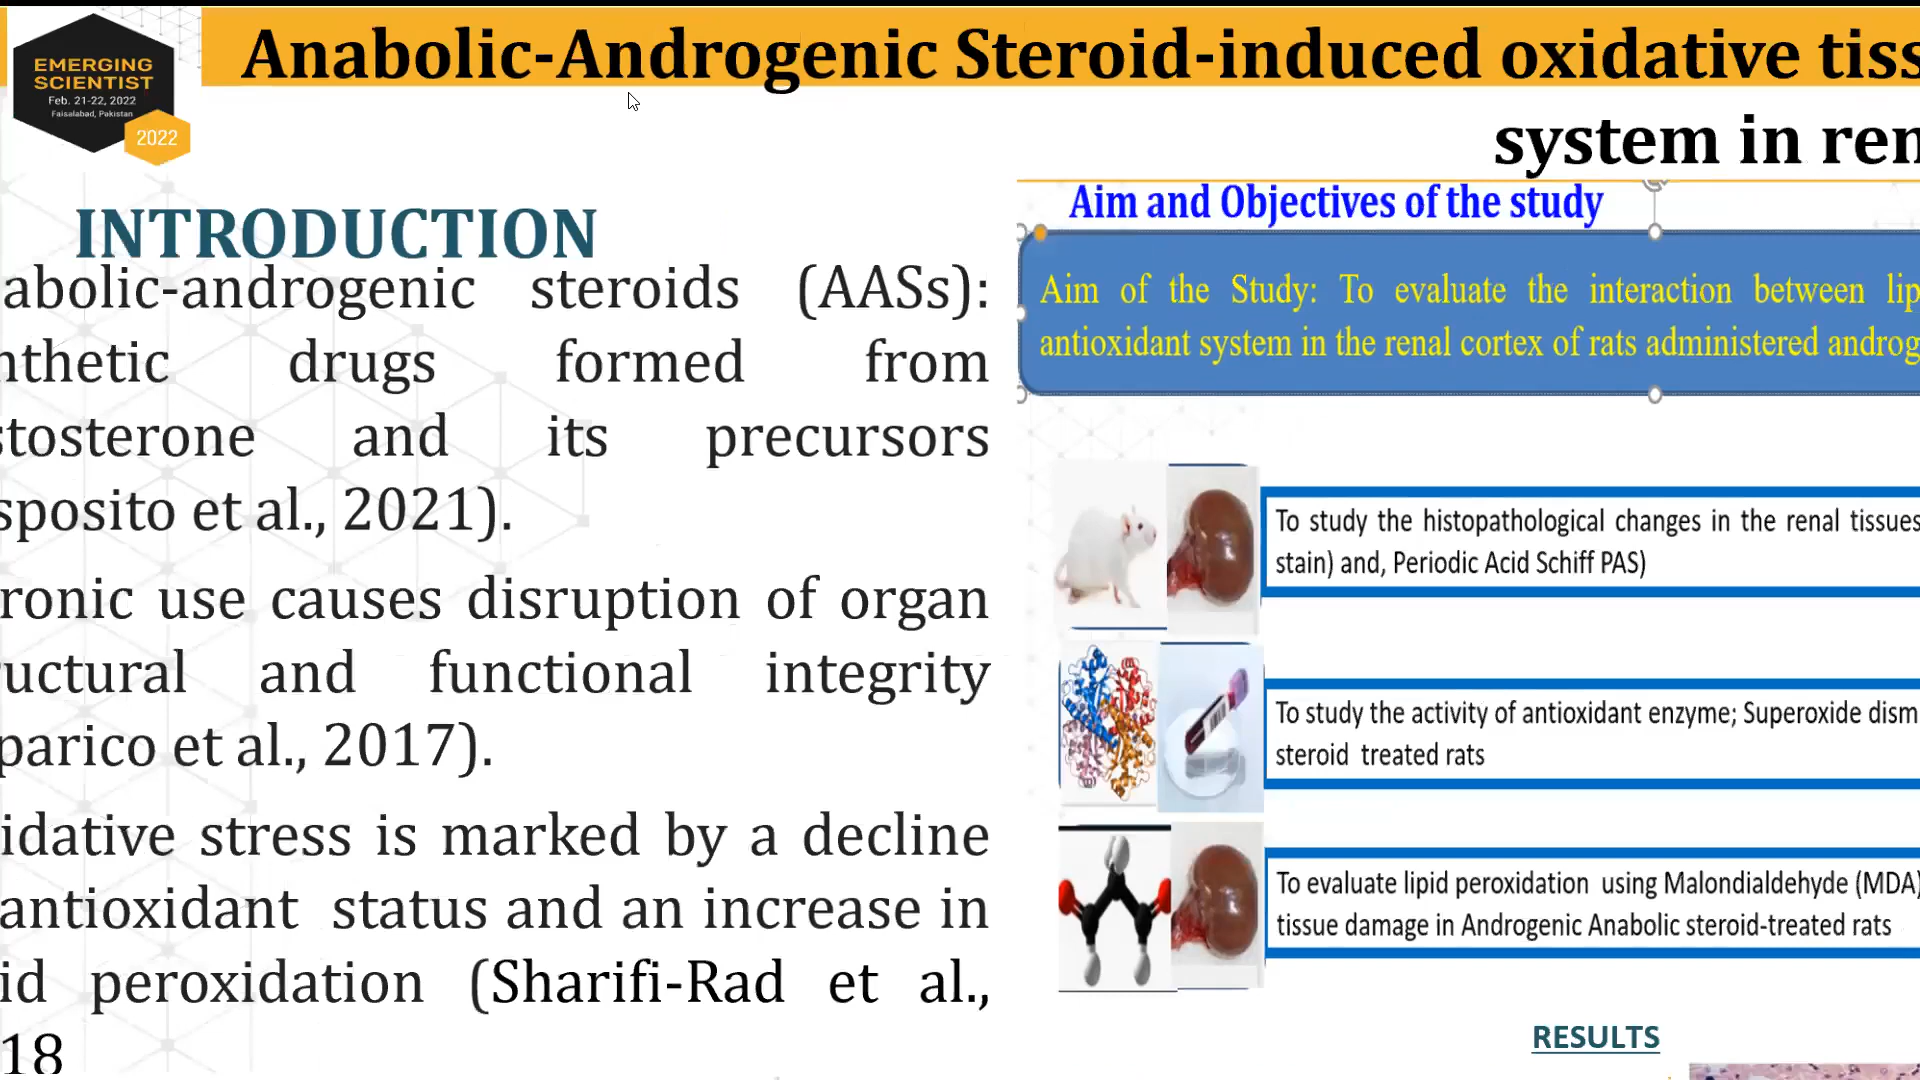 EMERGING
SCIENTIST
Feb. 21-22, 2022
Faisalabad, Pakistan
2022
Anabolic-Androgenic Steroid-induced oxidative tiss
system in ren
INTRODUCTION
abolic-androgenic steroids (AASs):
nthetic drugs formed from
stosterone and its precursors
sposito et al., 2021).
ronic use causes disruption of organ
uctural and functional integrity
parico et al., 2017).
idative stress is marked by a decline
antioxidant status and an increase in
id peroxidation (Sharifi-Rad et al.,
18
Aim and Objectives of the study
Aim of the Study: To evaluate the interaction between lip
antioxidant system in the renal cortex of rats administered androg
To study the histopathological changes in the renal tissues
stain) and, Periodic Acid Schiff PAS)
To study the activity of antioxidant enzyme; Superoxide dism
steroid treated rats
To evaluate lipid peroxidation using Malondialdehyde (MDA)
tissue damage in Androgenic Anabolic steroid-treated rats
RESULTS